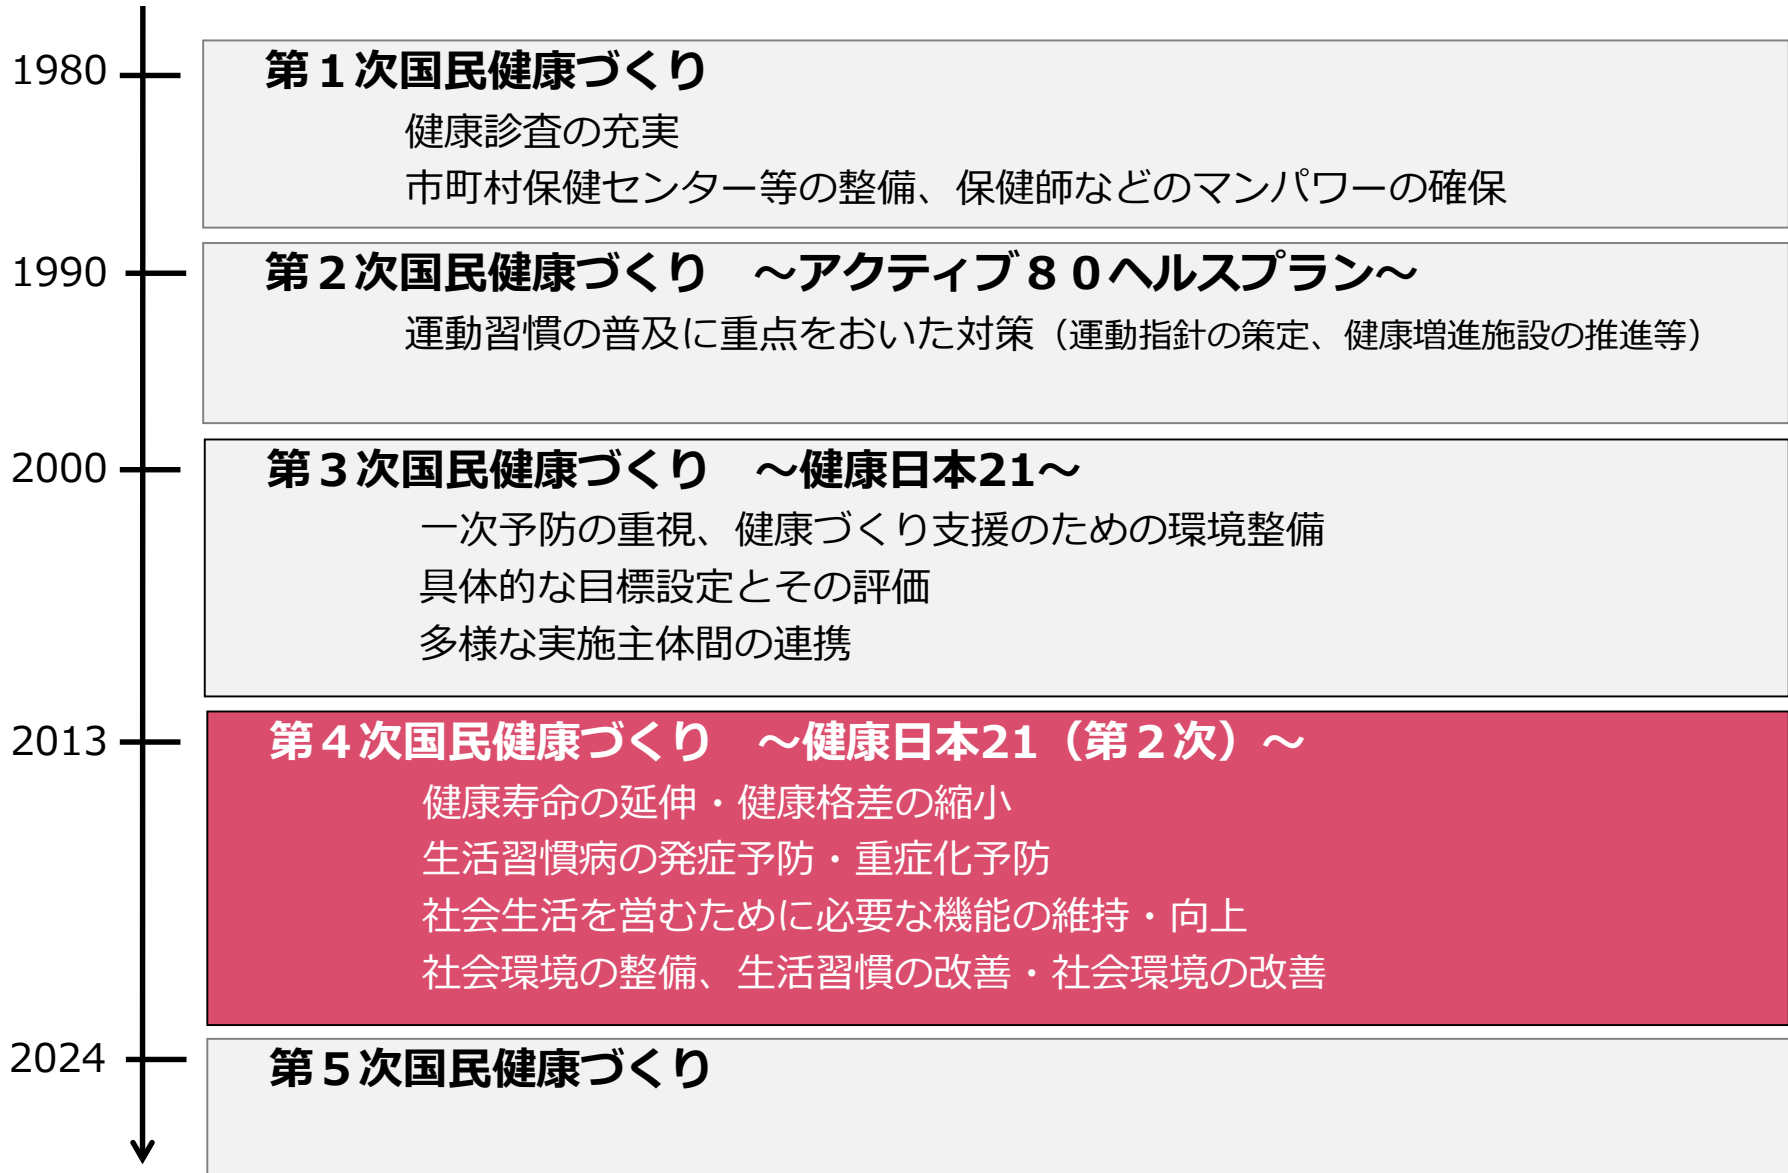 1980
第１次国民健康づくり
健康診査の充実
市町村保健センター等の整備、保健師などのマンパワーの確保
1990
第２次国民健康づくり　～アクティブ８０ヘルスプラン～
運動習慣の普及に重点をおいた対策（運動指針の策定、健康増進施設の推進等）
2000
第３次国民健康づくり　～健康日本21～
一次予防の重視、健康づくり支援のための環境整備
具体的な目標設定とその評価
多様な実施主体間の連携
2013
第４次国民健康づくり　～健康日本21（第２次）～
健康寿命の延伸・健康格差の縮小
生活習慣病の発症予防・重症化予防
社会生活を営むために必要な機能の維持・向上
社会環境の整備、生活習慣の改善・社会環境の改善
2024
第５次国民健康づくり